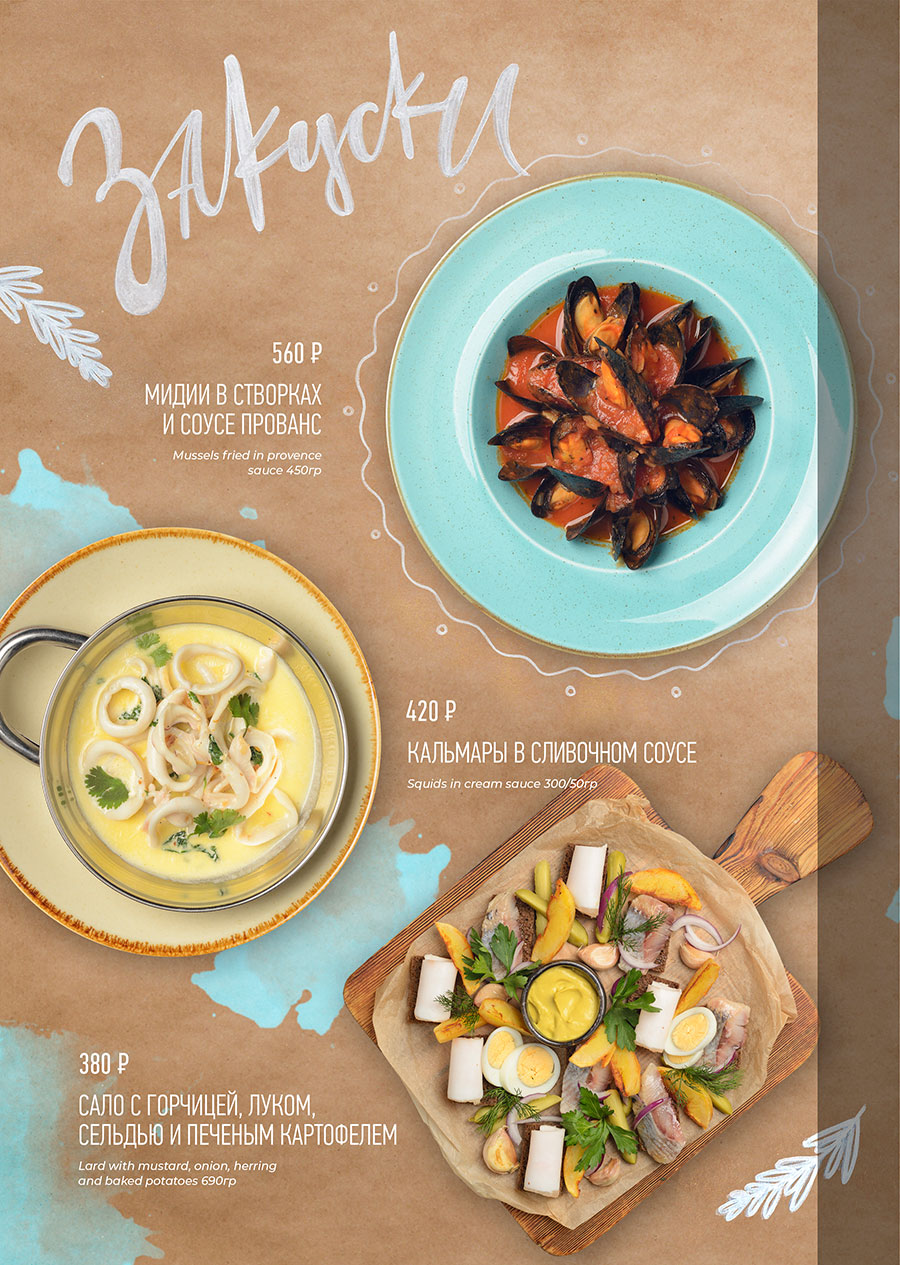 Закуски
560 ₽
МИДИИ В СТВОРКАХ
И СОУСЕ ПРОВАНС
Mussels fried in provence
sauce 450гр
420 ₽
КАЛЬМАРЫ В СЛИВОЧНОМ СОУСЕ
Squids in cream sauce 300/50гр
380 ₽
САЛО С ГОРЧИЦЕЙ, ЛУКОМ,
СЕЛЬДЬЮ И ПЕЧЕНЫМ КАРТОФЕЛЕМ
Lard with mustard, onion, herring
and baked potatoes 690гр